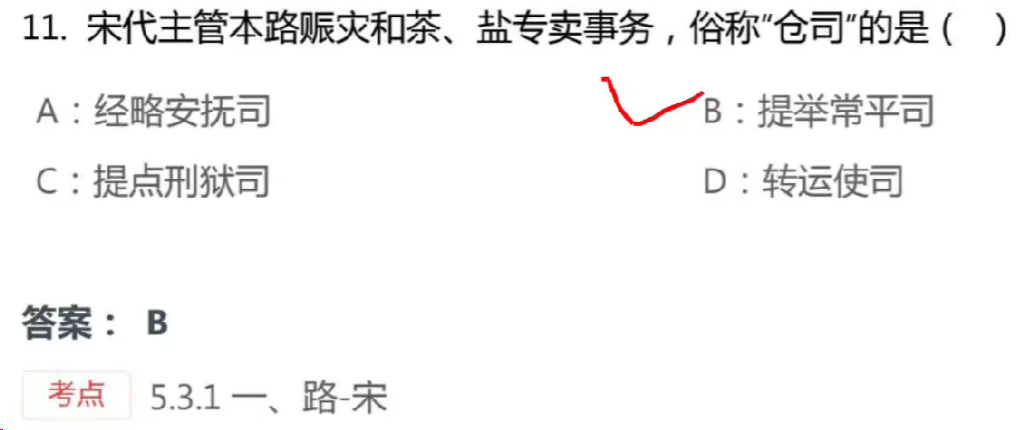 11. 宋代主管本路赈灾和茶、盐专卖事务，俗称"仓司"的是（ ）
A：经略安抚司 B：提举常平司
C：提点刑狱司 D：转运使司
答案： B
考点 5.3.1 一、路-宋